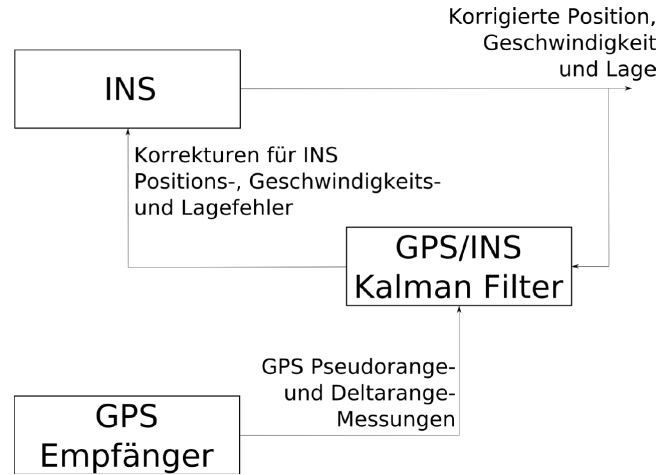 Korrigierte Position,
Geschwindigkeit
und Lage
INS
Korrekturen für INS
Positions-, Geschwindigkeits-
und Lagefehler
GPS/INS
Kalman Filter
GPS Pseudorange-
und Deltarange-
Messungen
GPS
Empfänger